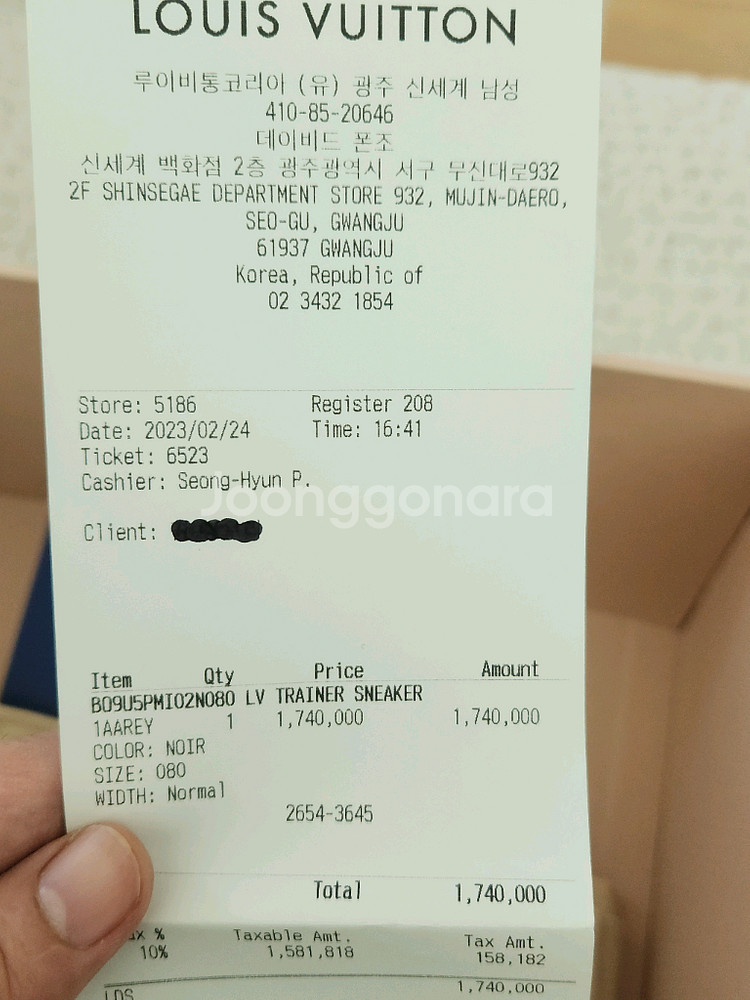 LOUIS VUITTON
루이비통코리아 (유) 광주 신세계 남성
410-85-20646
데이비드 폰조
신세계 백화점 2층 광주광역시 서구 무신대로932
2F SHINSEGAE DEPARTMENT STORE 932, MUJIN-DAERO,
SEO-GU, GWANGJU
61937 GWANGJU
Korea, Republic of
02 3432 1854
Store: 5186 Register 208
Date: 2023/02/24 Time: 16:41
Ticket: 6523
Cashier: Seong-Hyun P.
Joonggonara
Client:
Item Qty Price Amount
B09U5PMI02N080 LV TRAINER SNEAKER
1AAREY 1 1,740,000 1,740,000
COLOR: NOIR
SIZE: 080
WIDTH: Normal
2654-3645
Total 1,740,000
% Taxable Amt. Tax Amt.
10% 1,581,818 158,182
1,740,000